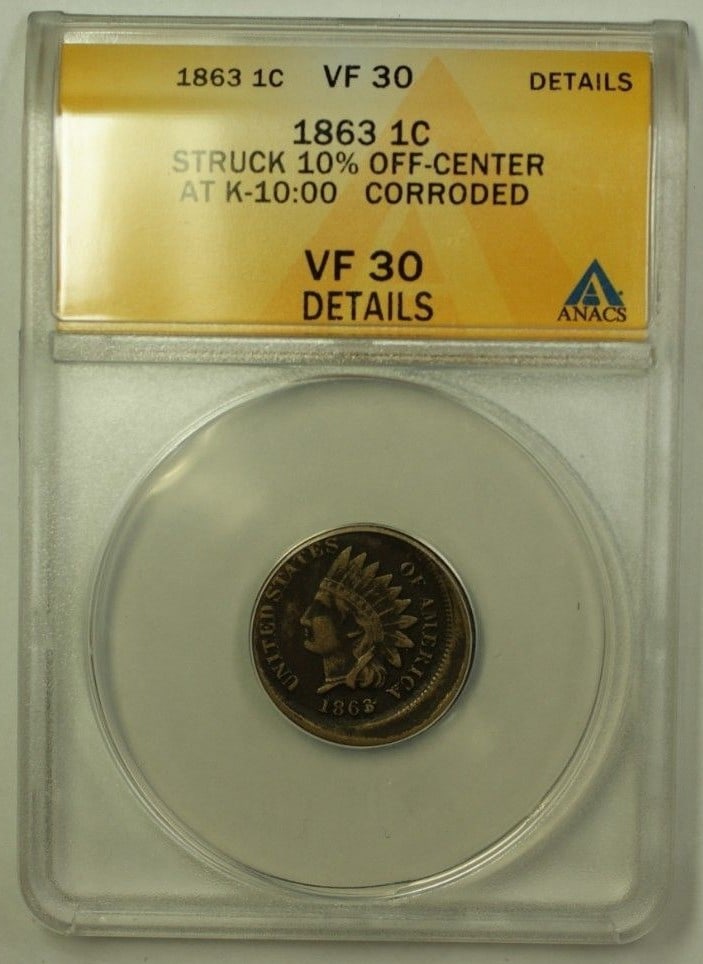 1863 1C VF 30 DETAILS
1863 1C
STRUCK 10% OFF-CENTER
AT K-10:00 CORRODED
VF 30
DETAILS
ANACS
UNITED STATES OF AMERICA
1863